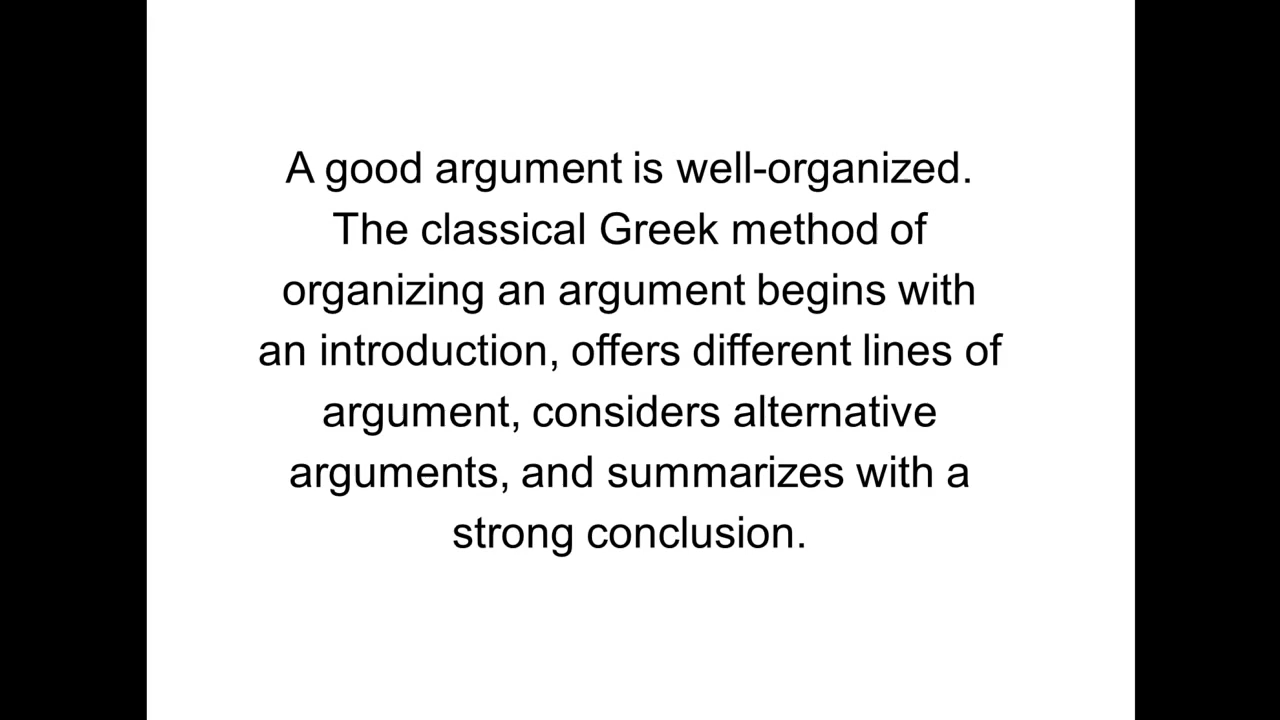 A good argument is well-organized.
The classical Greek method of
organizing an argument begins with
an introduction, offers different lines of
argument, considers alternative
arguments, and summarizes with a
strong conclusion.